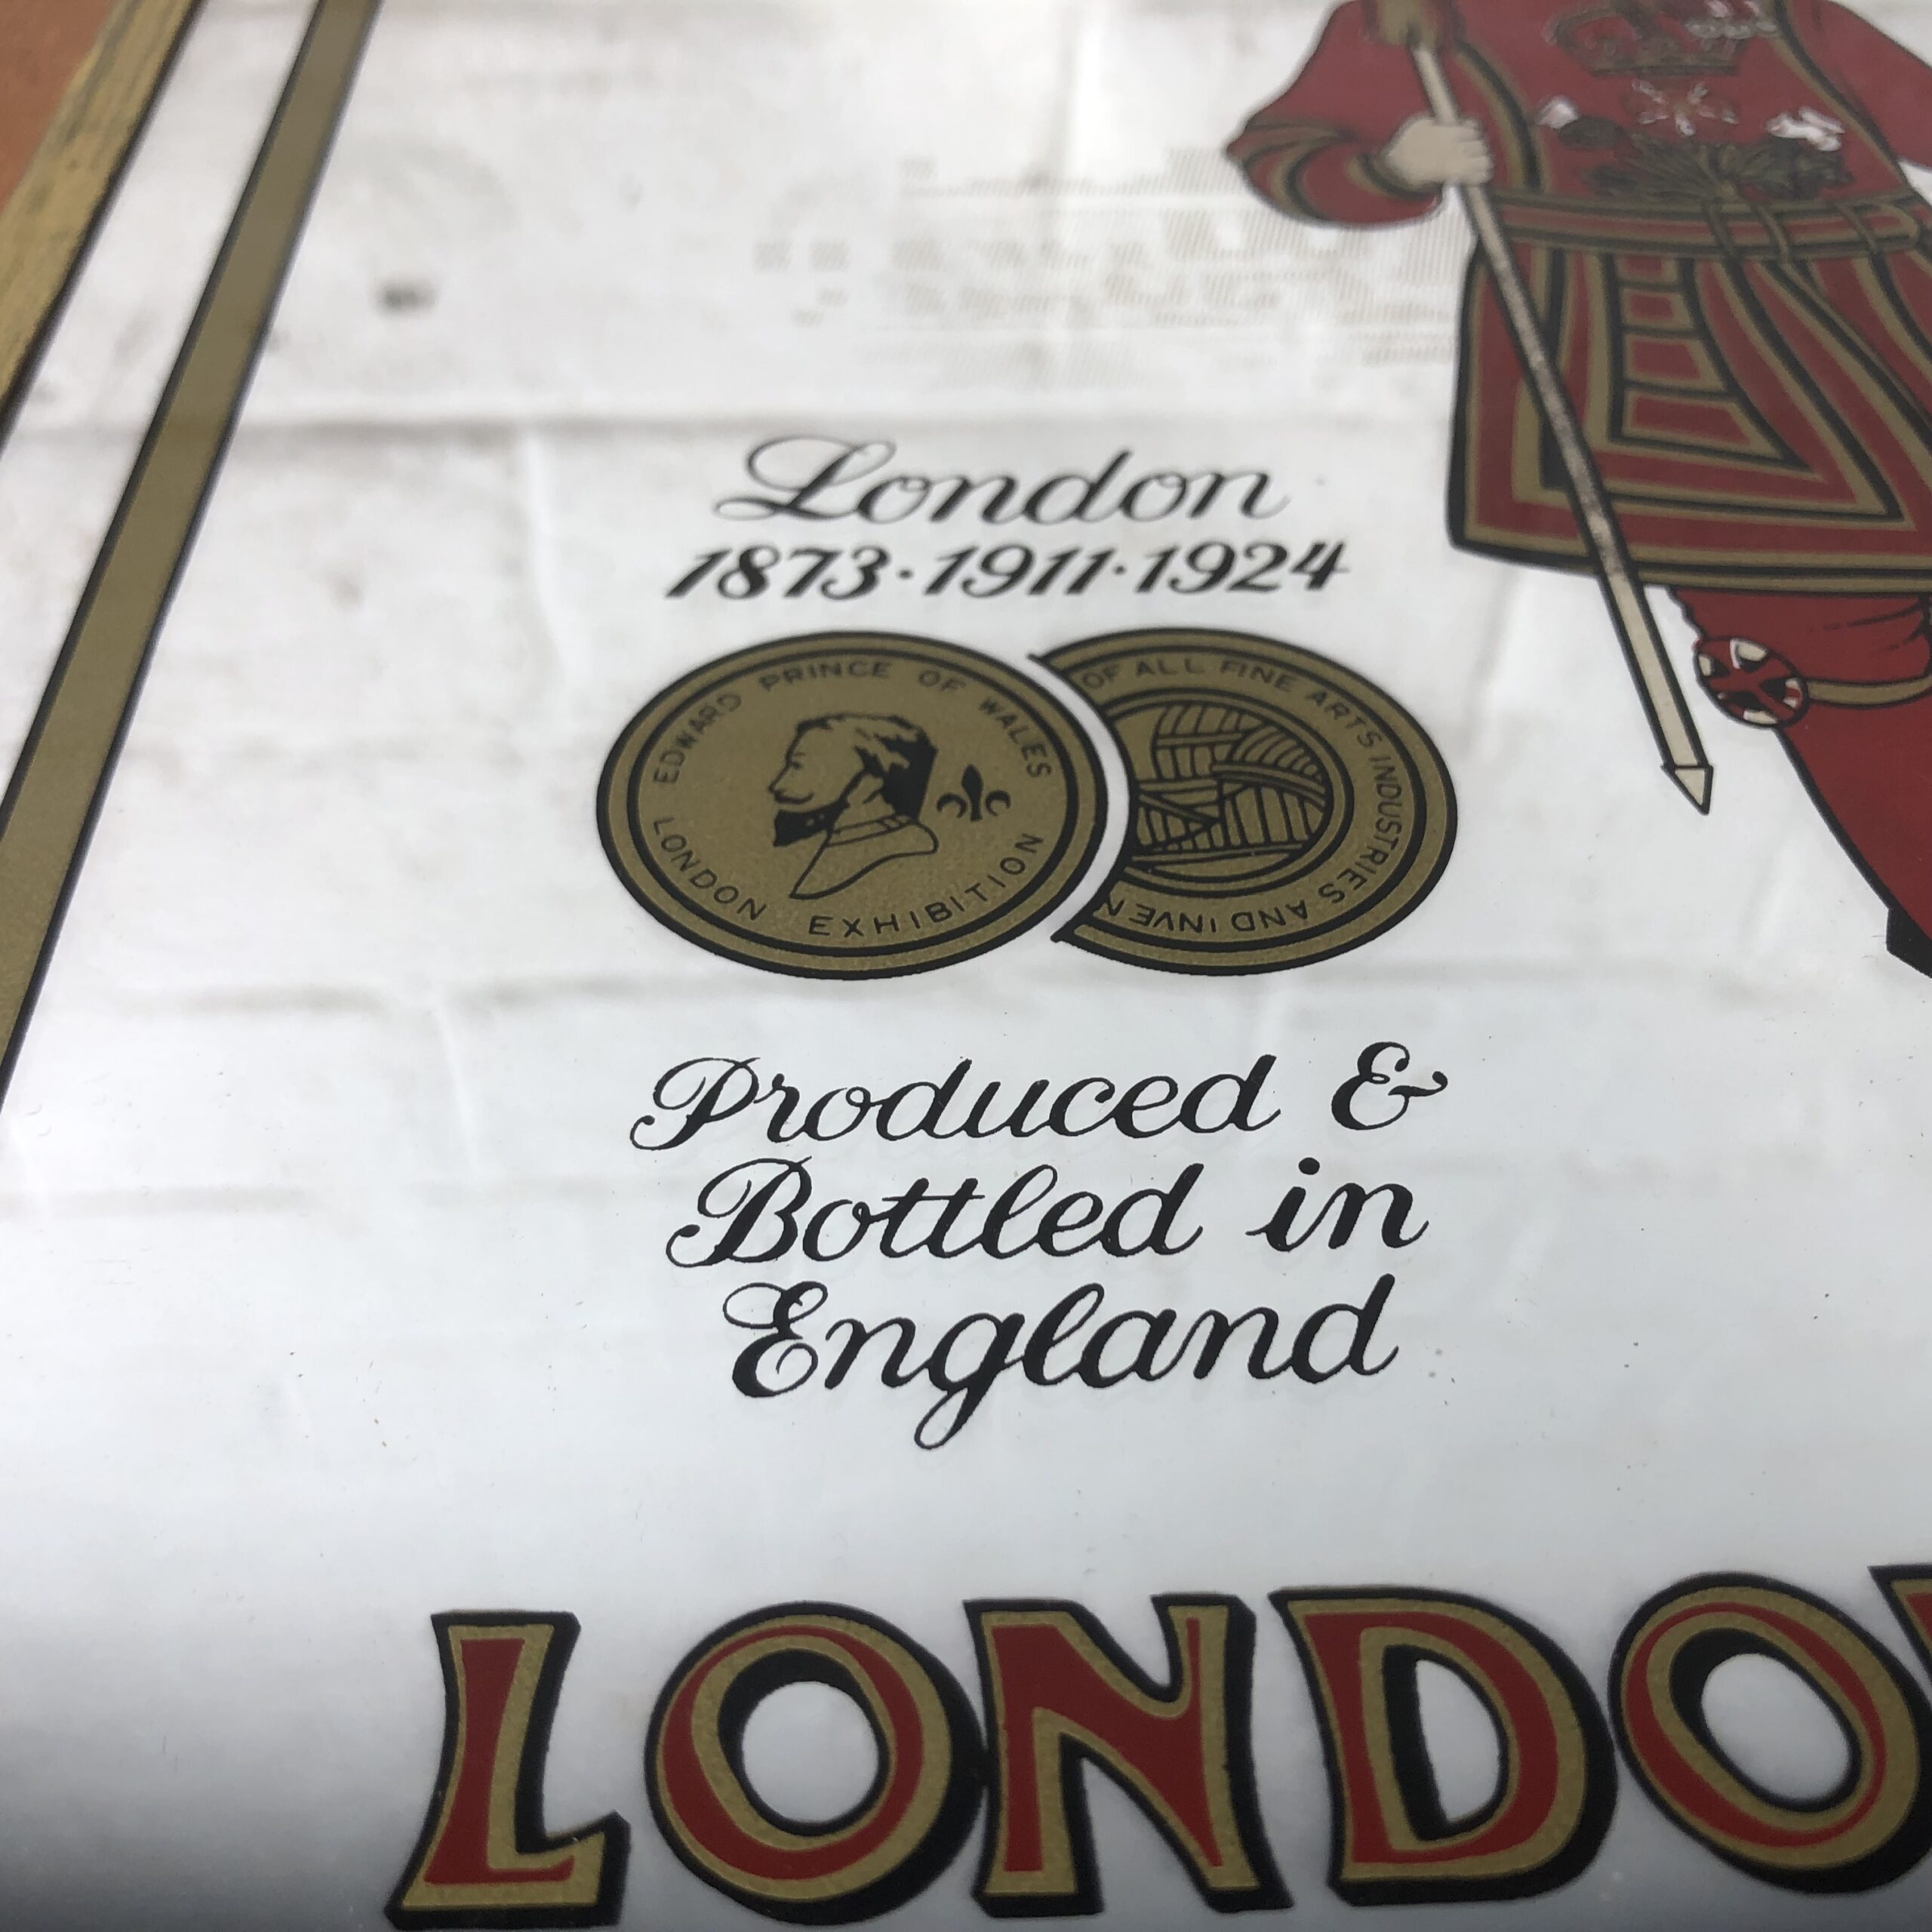 London
1873·1911·1924
EDWARD PRINCE OF WALES
LONDON EXHIBITION
OF ALL FINE ARTS INDUSTRIES AND INVEN
Produced &
Bottled in
England
LONDO